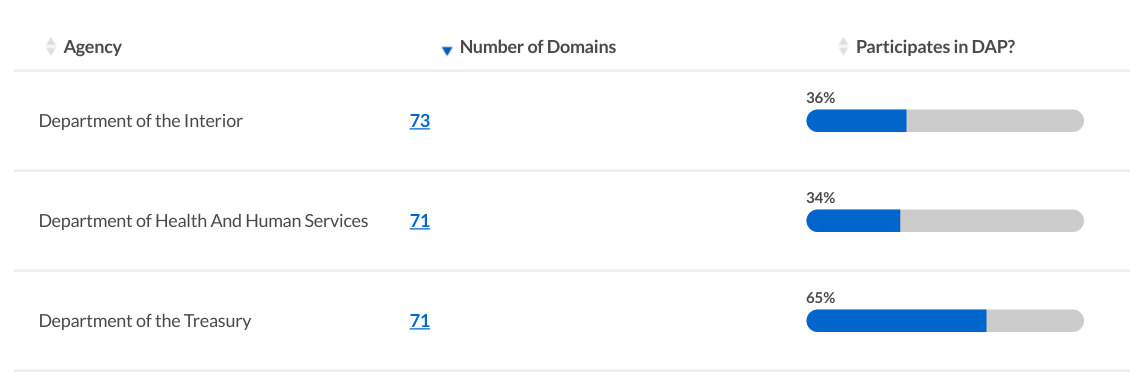 Agency Number of Domains Participates in DAP?
36%
Department of the Interior 73
34%
Department of Health And Human Services 71
65%
Department of the Treasury 71